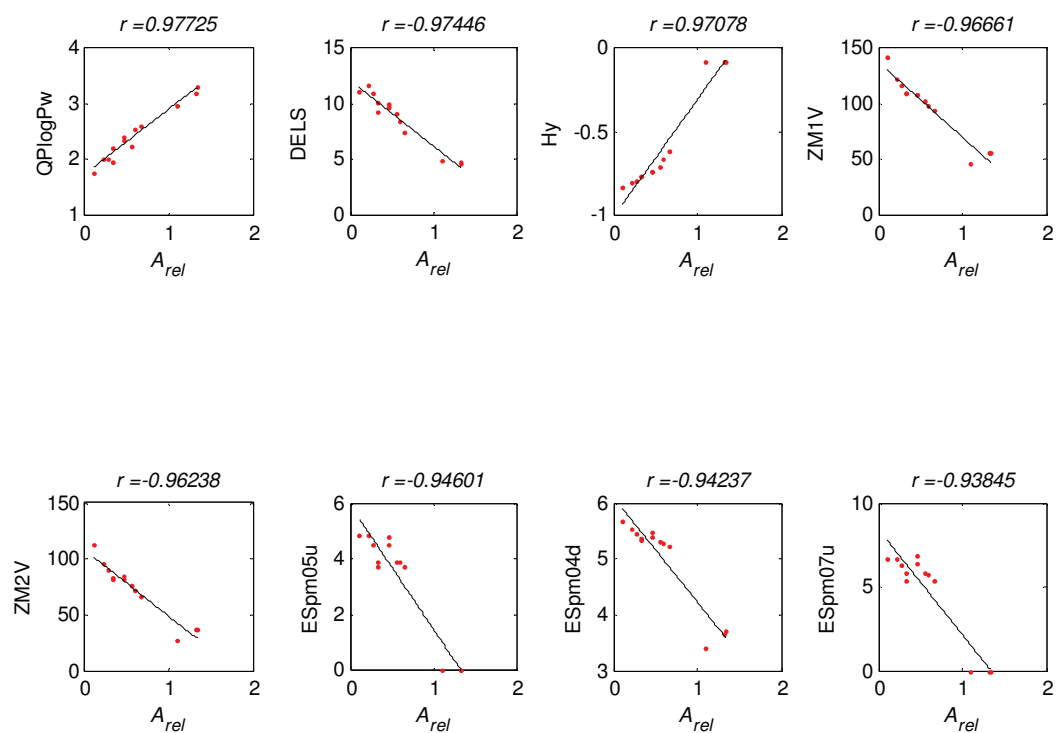 r =0.97725
r =-0.97446
r =0.97078
r =-0.96661
4
3
2
1
QPlogPw
0
1
2
A_rel
15
10
5
0
DELS
0
1
2
A_rel
0
-0.5
-1
Hy
0
1
2
A_rel
150
100
50
0
ZM1V
0
1
2
A_rel
r =-0.96238
r =-0.94601
r =-0.94237
r =-0.93845
150
100
50
0
ZM2V
0
1
2
A_rel
6
4
2
0
ESpm05u
0
1
2
A_rel
6
5
4
3
ESpm04d
0
1
2
A_rel
10
5
0
ESpm07u
0
1
2
A_rel